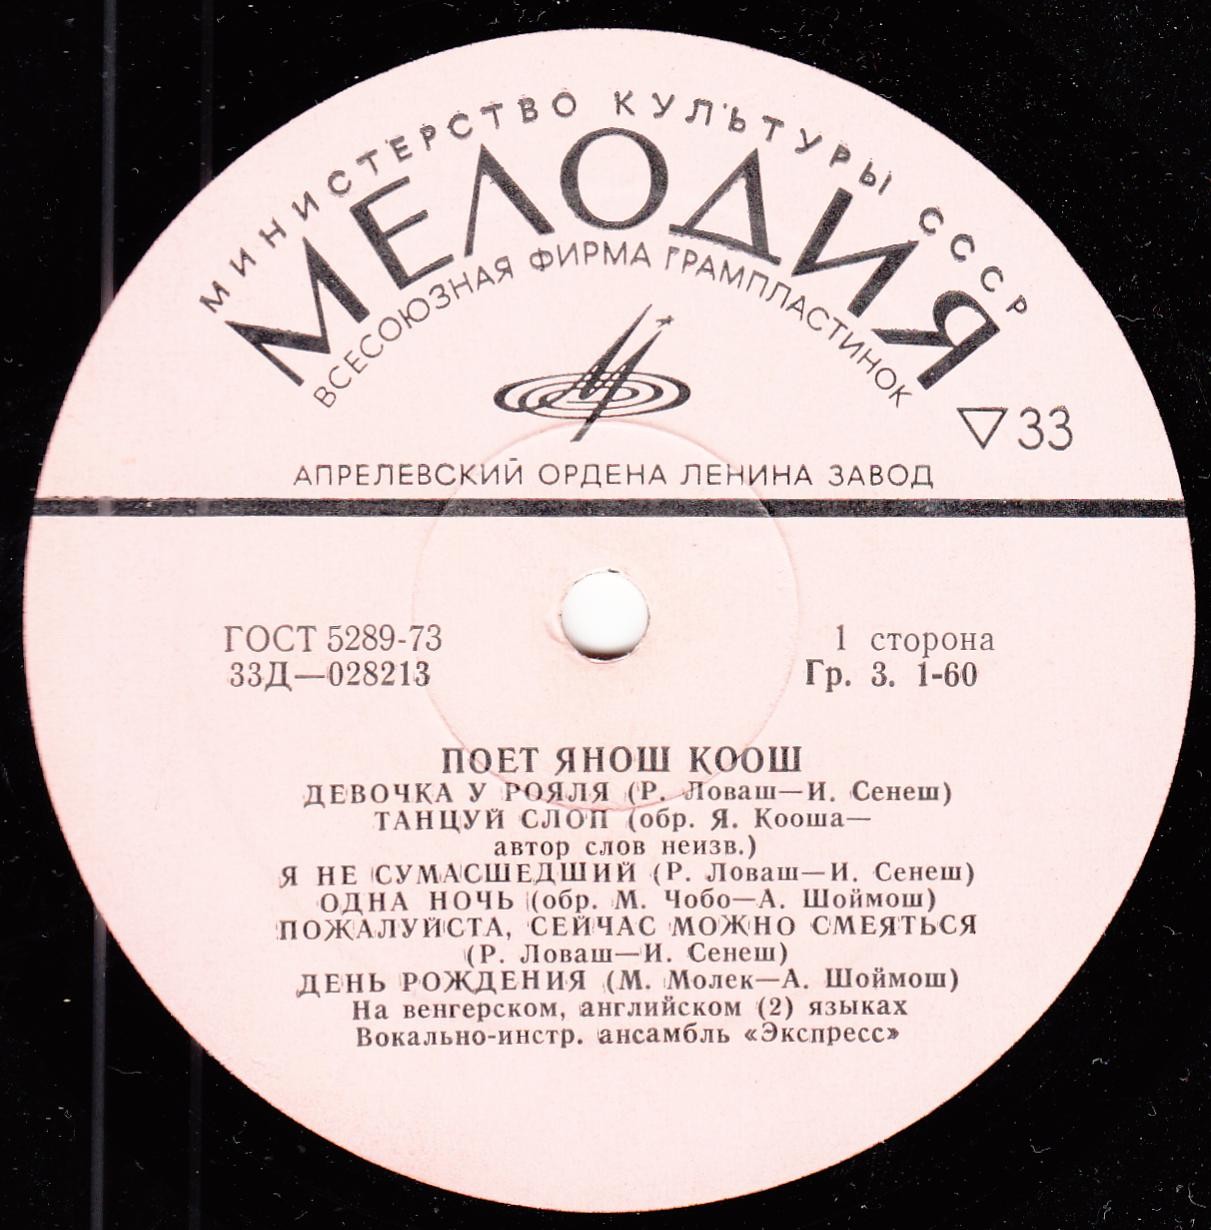 МИНИСТЕРСТВО КУЛЬТУРЫ СССР
МЕЛОДИЯ
ВСЕСОЮЗНАЯ ФИРМА ГРАМПЛАСТИНОК
33
АПРЕЛЕВСКИЙ ОРДЕНА ЛЕНИНА ЗАВОД
ГОСТ 5289-73
33Д—028213
1 сторона
Гр. 3. 1-60
ПОЕТ ЯНОШ КООШ
ДЕВОЧКА У РОЯЛЯ (Р. Ловаш—И. Сенеш)
ТАНЦУЙ СЛОП (обр. Я. Кооша—
автор слов неизв.)
Я НЕ СУМАСШЕДШИЙ (Р. Ловаш—И. Сенеш)
ОДНА НОЧЬ (обр. М. Чобо—А. Шоймош)
ПОЖАЛУЙСТА, СЕЙЧАС МОЖНО СМЕЯТЬСЯ
(Р. Ловаш—И. Сенеш)
ДЕНЬ РОЖДЕНИЯ (М. Молек—А. Шоймош)
На венгерском, английском (2) языках
Вокально-инстр. ансамбль «Экспресс»